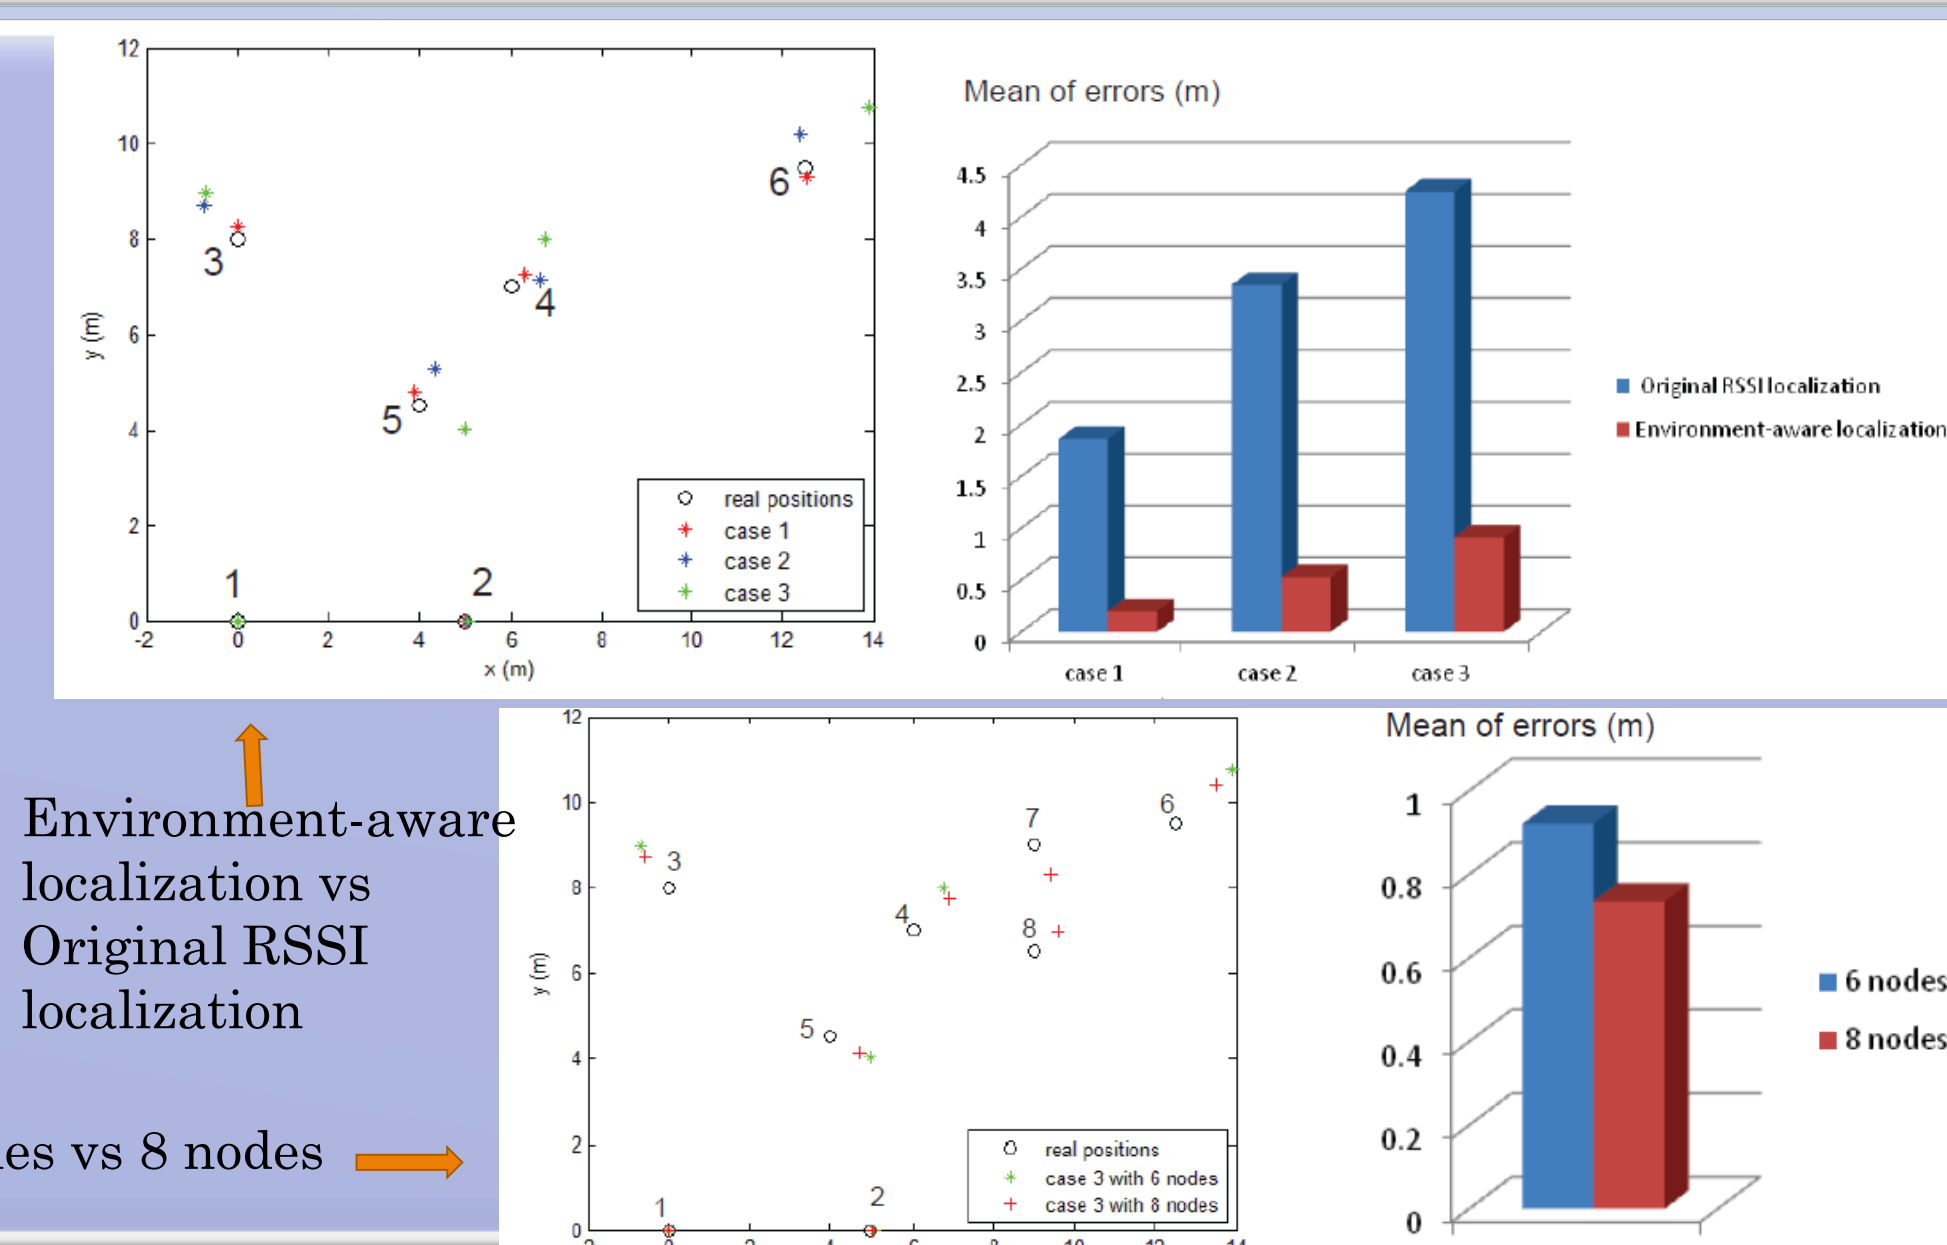 12
10
8
6
4
2
0
y (m)
-2 0 2 4 6 8 10 12 14
x (m)
1
2
3
4
5
6
real positions
case 1
case 2
case 3
Mean of errors (m)
4.5
4
3.5
3
2.5
2
1.5
1
0.5
0
case 1 case 2 case 3
Original RSSI localization
Environment-aware localization
Environment-aware
localization vs
Original RSSI
localization
vs 8 nodes
12
10
8
6
4
2
0
y (m)
1
2
3
4
5
6
7
8
real positions
case 3 with 6 nodes
case 3 with 8 nodes
Mean of errors (m)
1
0.8
0.6
0.4
0.2
0
6 nodes
8 nodes